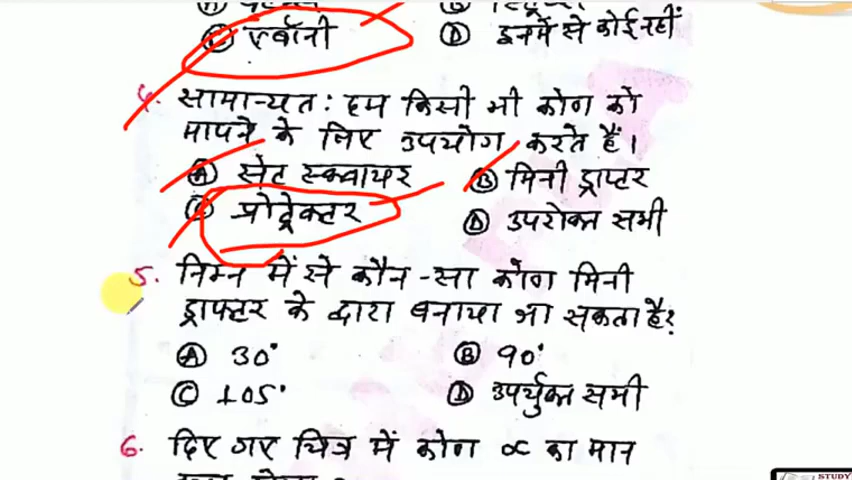 C एबॉनी D इनमें से कोई नहीं
4. सामान्यत: हम किसी भी कोण को
मापने के लिए उपयोग करते हैं।
A सेट स्क्वायर B मिनी ड्राप्टर
C प्रोट्रेक्टर D उपरोक्त सभी
5. निम्न में से कौन-सा कोण मिनी
ड्राफ्टर के द्वारा बनाया जा सकता है?
A 30° B 90°
C 105° D उपर्युक्त सभी
6. दिए गए चित्र में कोण ∝ का मान
STUDY